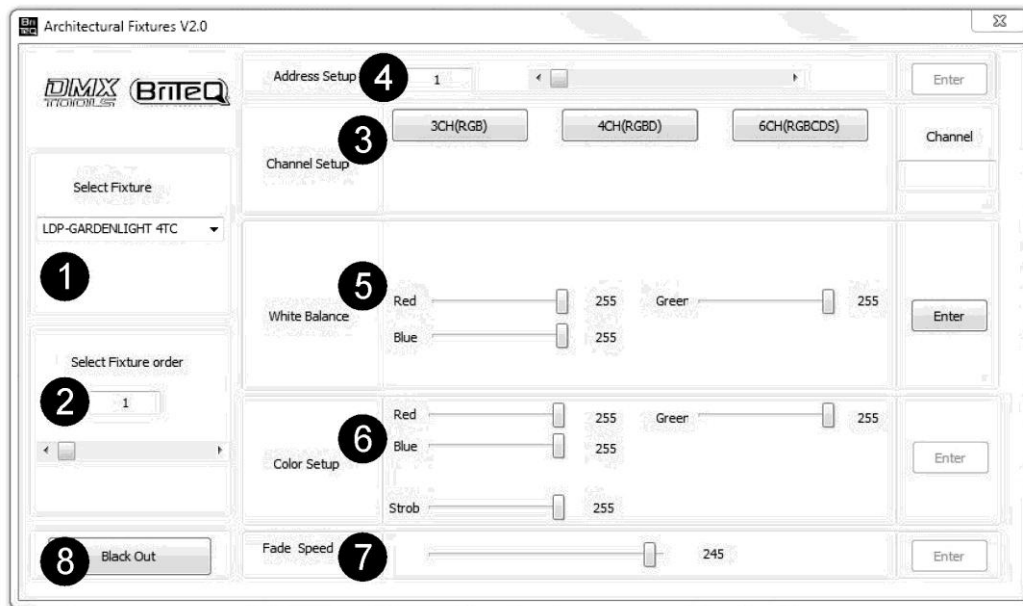 BriTEQ Architectural Fixtures V2.0
DMX TOOLS BRITEQ
Address Setup 4 1 Enter
3 3CH(RGB) 4CH(RGBD) 6CH(RGBCDS) Channel
Channel Setup
Select Fixture
LDP-GARDENLIGHT 4TC
1
5 Red 255 Green 255
White Balance Enter
Blue 255
Select Fixture order
2 1
Red 255 Green 255
6 Blue 255
Color Setup Enter
Strob 255
8 Black Out Fade Speed 7 245 Enter